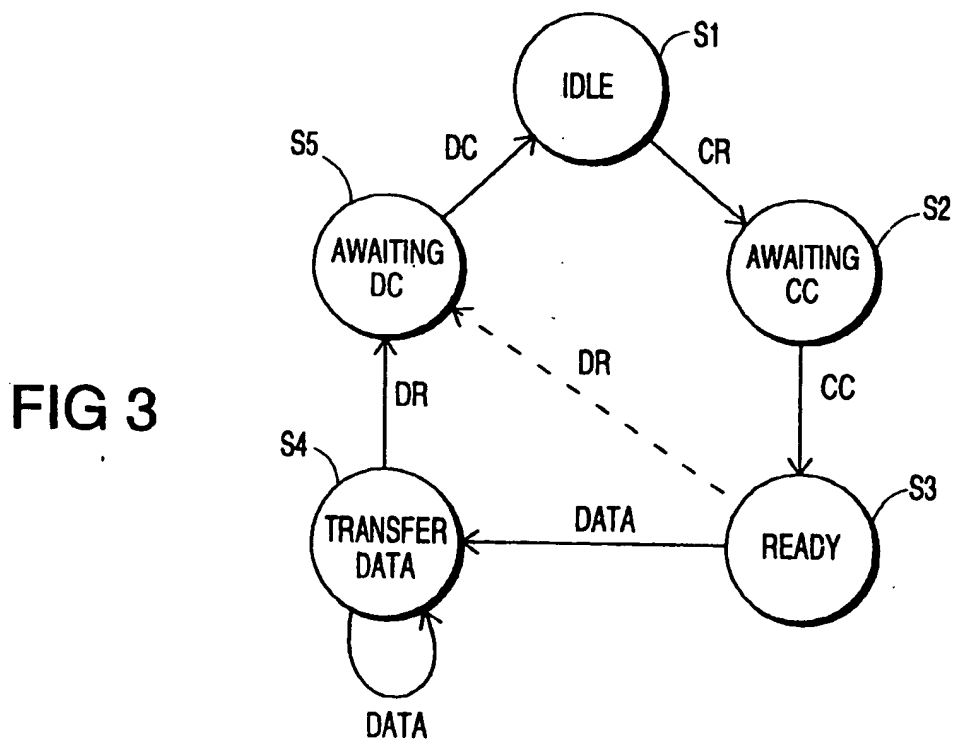 S1
IDLE
CR
S2
AWAITING
CC
CC
S3
READY
DATA
DR
S4
TRANSFER
DATA
DATA
DR
S5
AWAITING
DC
DC
FIG 3